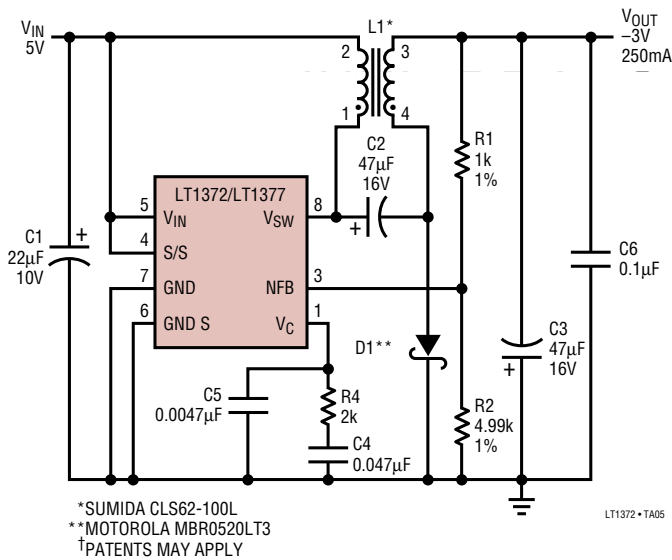 VIN
5V
L1*
VOUT
–3V
250mA
2
3
1
4
C2
47µF
16V
R1
1k
1%
LT1372/LT1377
5
VIN
VSW
8
4
S/S
7
GND
NFB
3
6
GND S
VC
1
C1
22µF
10V
+
+
C6
0.1µF
D1**
C3
47µF
16V
+
C5
0.0047µF
R4
2k
R2
4.99k
1%
C4
0.047µF
*SUMIDA CLS62-100L
**MOTOROLA MBR0520LT3
†PATENTS MAY APPLY
LT1372 • TA05